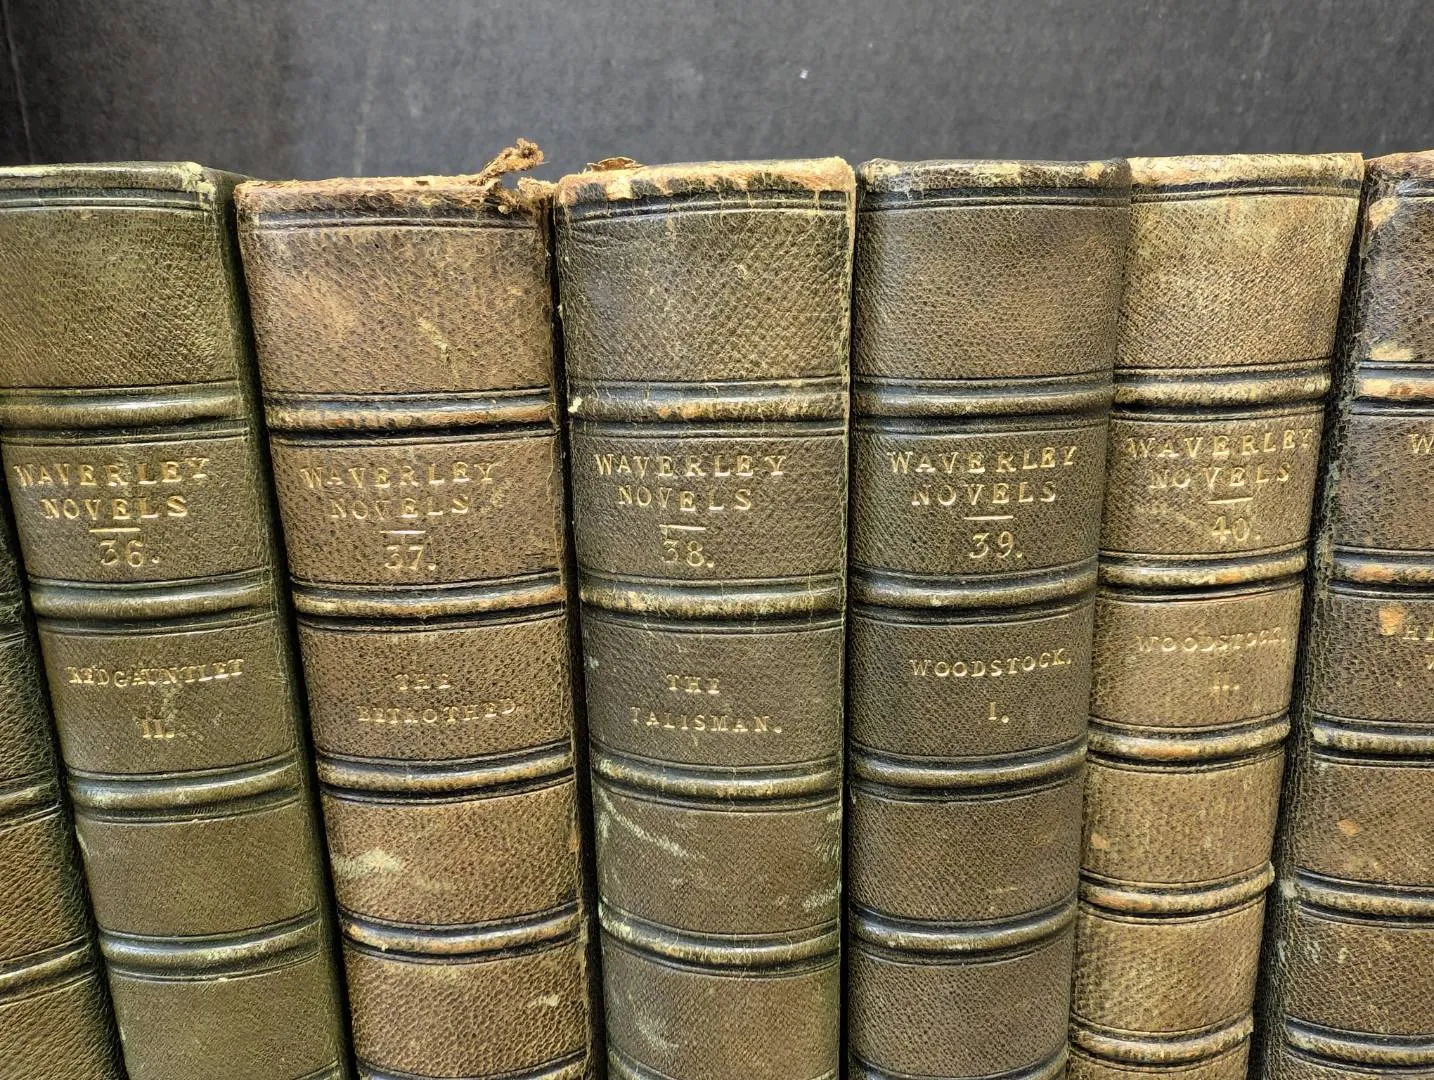 WAVERLEY
NOVELS
36.
REDGAUNTLET
II.
WAVERLEY
NOVELS
37.
THE
BETROTHED.
WAVERLEY
NOVELS
38.
THE
TALISMAN.
WAVERLEY
NOVELS
39.
WOODSTOCK.
I.
WAVERLEY
NOVELS
40.
WOODSTOCK.
II.
W